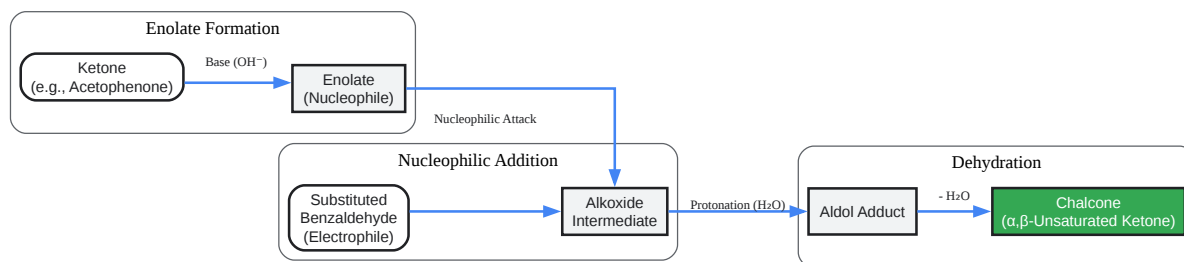 Enolate Formation
Ketone
(e.g., Acetophenone)
Base (OH⁻)
Enolate
(Nucleophile)
Nucleophilic Attack
Nucleophilic Addition
Substituted
Benzaldehyde
(Electrophile)
Alkoxide
Intermediate
Protonation (H₂O)
Dehydration
Aldol Adduct
- H₂O
Chalcone
(α,β-Unsaturated Ketone)